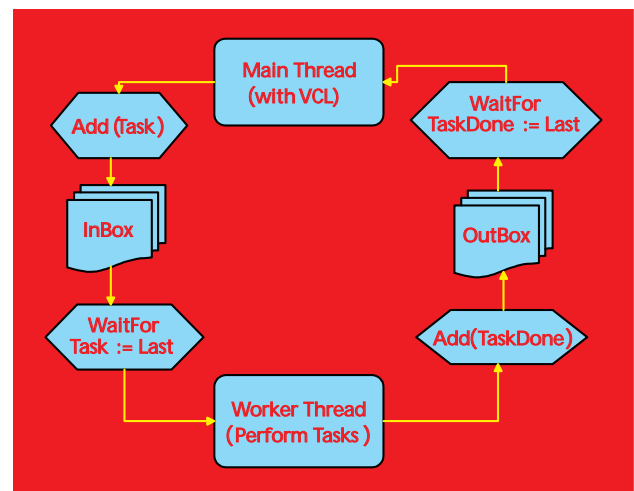 Main Thread
(with VCL)
WaitFor
TaskDone := Last
Add (Task)
InBox
OutBox
WaitFor
Task := Last
Add(TaskDone)
Worker Thread
(Perform Tasks)